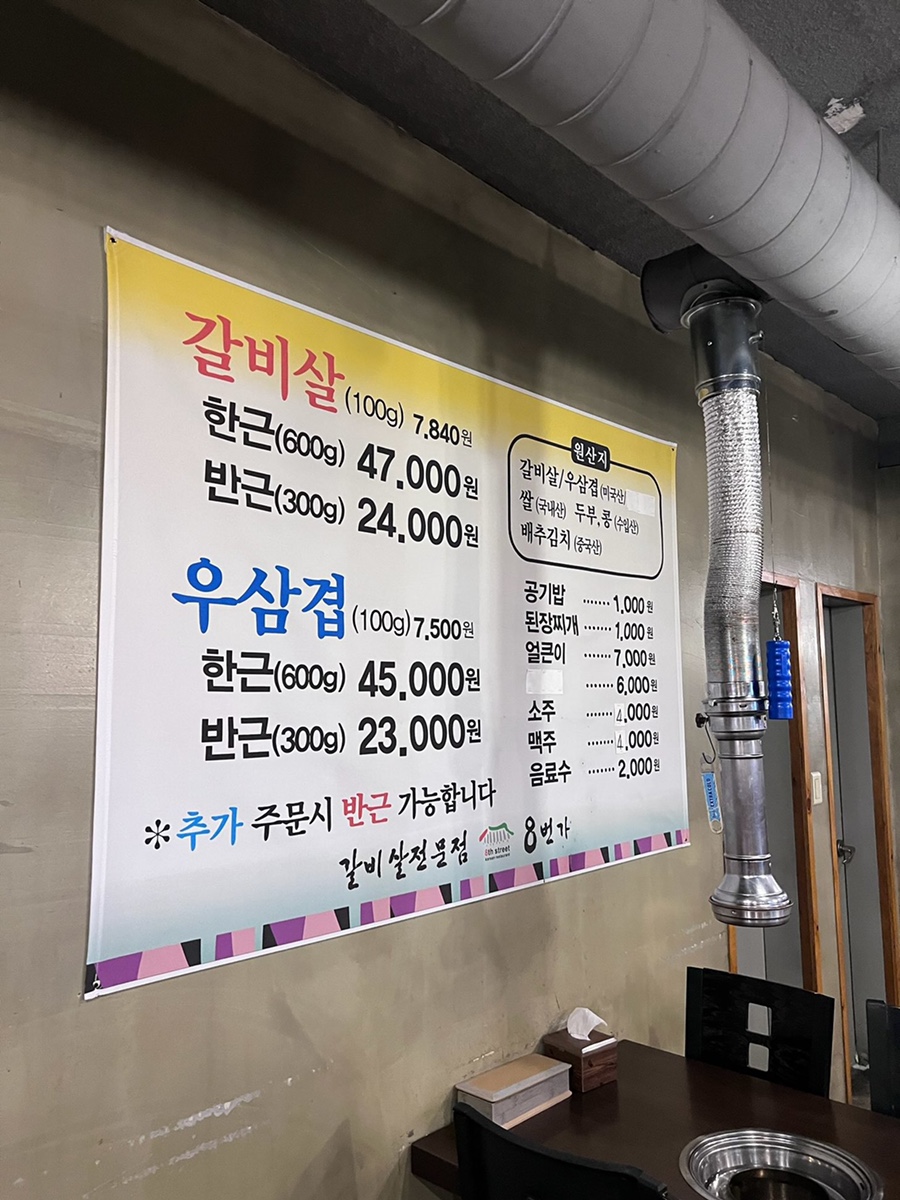 갈비살 (100g) 7.840원
한근(600g) 47.000원
반근(300g) 24.000원
우삼겹 (100g) 7,500원
한근(600g) 45.000원
반근(300g) 23.000원
*추가 주문시 반근 가능합니다
갈비살전문점 8th street korean restaurant 8번가
원산지
갈비살/우삼겹 (미국산/
쌀 (국내산) 두부,콩 (수입산)
배추김치 (중국산)
공기밥 ······· 1,000원
된장찌개 ······· 1,000원
얼큰이 ······· 7,000원
······· 6,000원
소주 ······· 4,000원
맥주 ······· 4,000원
음료수 ······· 2,000원